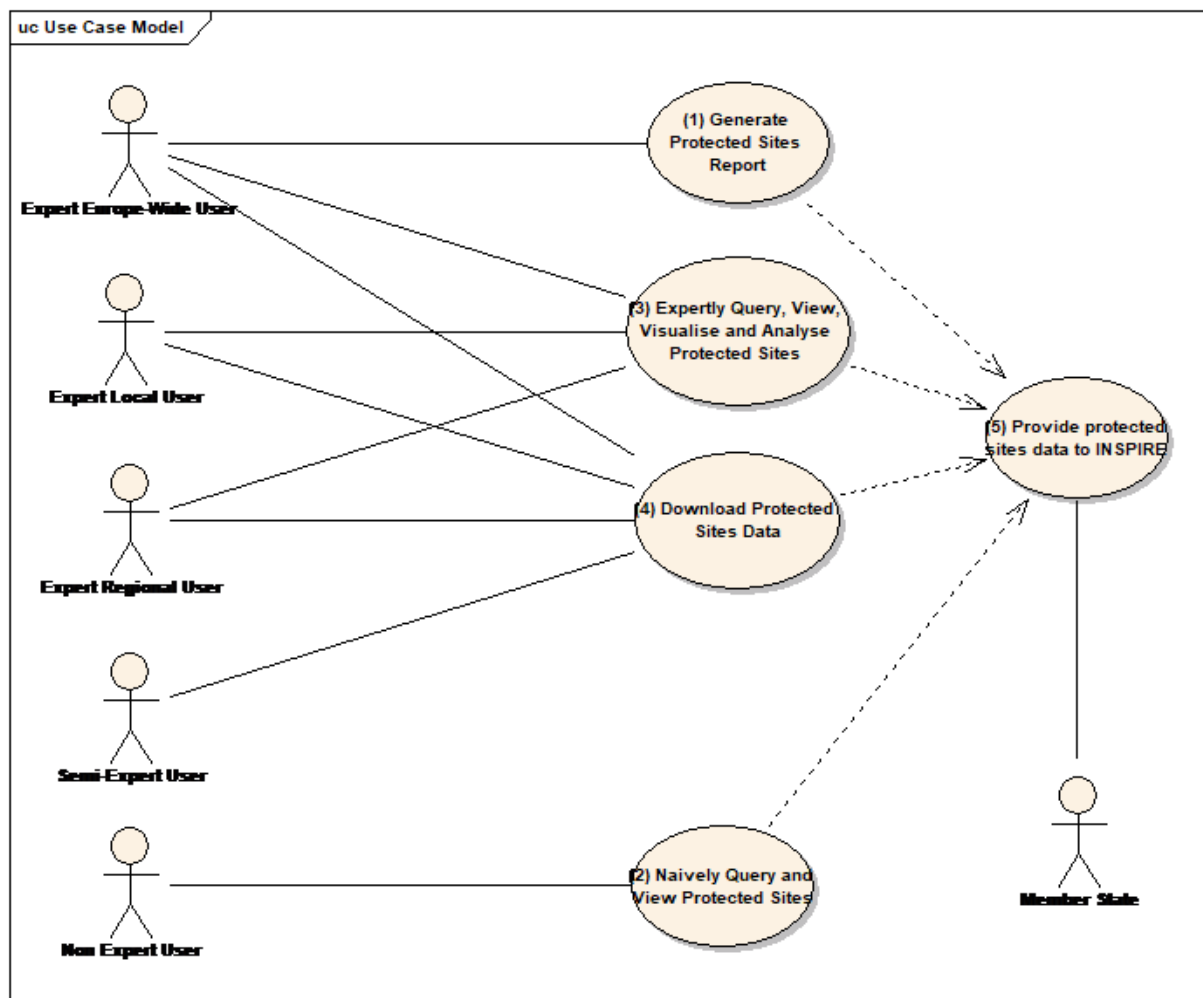 uc Use Case Model
(1) Generate
Protected Sites
Report
Expert Europe-Wide User
(3) Expertly Query, View,
Visualise and Analyse
Protected Sites
Expert Local User
(5) Provide protected
sites data to INSPIRE
(4) Download Protected
Sites Data
Expert Regional User
Semi-Expert User
(2) Naively Query and
View Protected Sites
Member State
Non Expert User